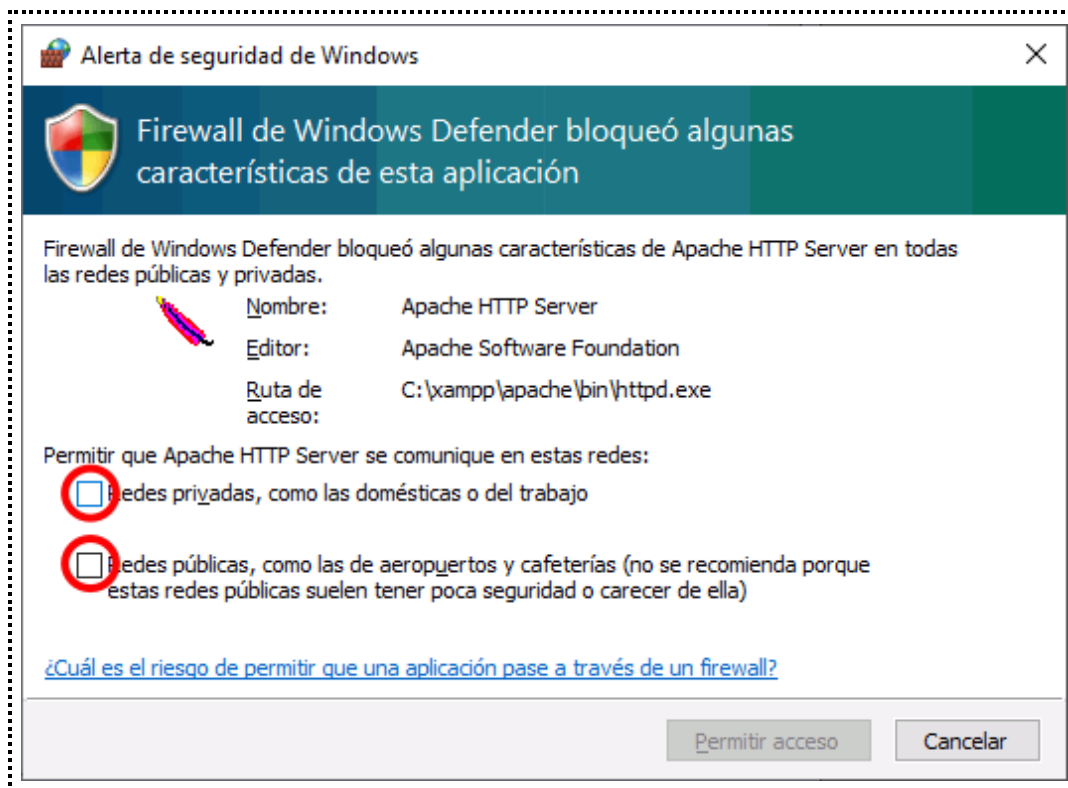 Alerta de seguridad de Windows
Firewall de Windows Defender bloqueó algunas
características de esta aplicación
Firewall de Windows Defender bloqueó algunas características de Apache HTTP Server en todas
las redes públicas y privadas.
Nombre: Apache HTTP Server
Editor: Apache Software Foundation
Ruta de C:\xampp\apache\bin\httpd.exe
acceso:
Permitir que Apache HTTP Server se comunique en estas redes:
Redes privadas, como las domésticas o del trabajo
Redes públicas, como las de aeropuertos y cafeterías (no se recomienda porque
estas redes públicas suelen tener poca seguridad o carecer de ella)
¿Cuál es el riesgo de permitir que una aplicación pase a través de un firewall?
Permitir acceso Cancelar